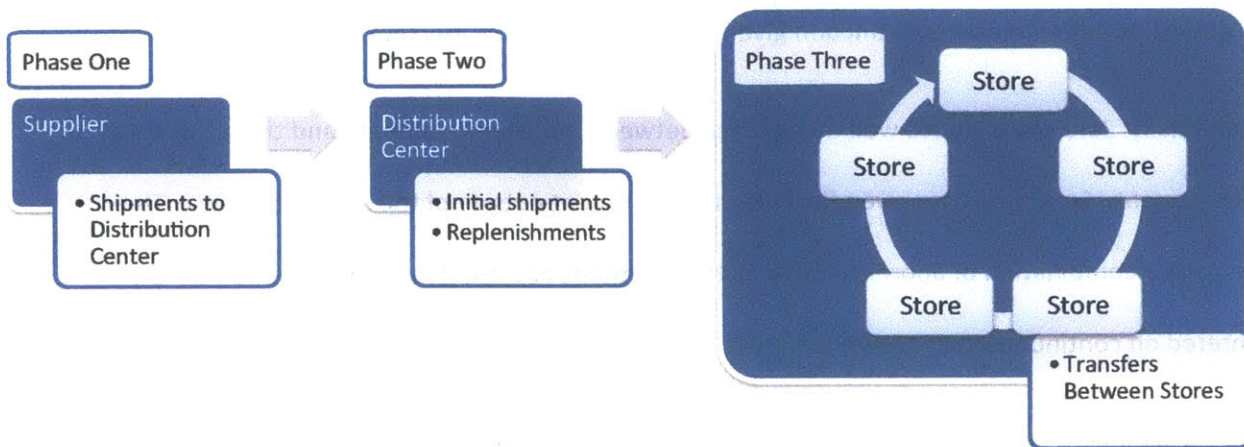 Phase One
Supplier
• Shipments to
Distribution
Center
Phase Two
Distribution
Center
• Initial shipments
• Replenishments
Phase Three
Store
Store
Store
Store
Store
• Transfers
Between Stores